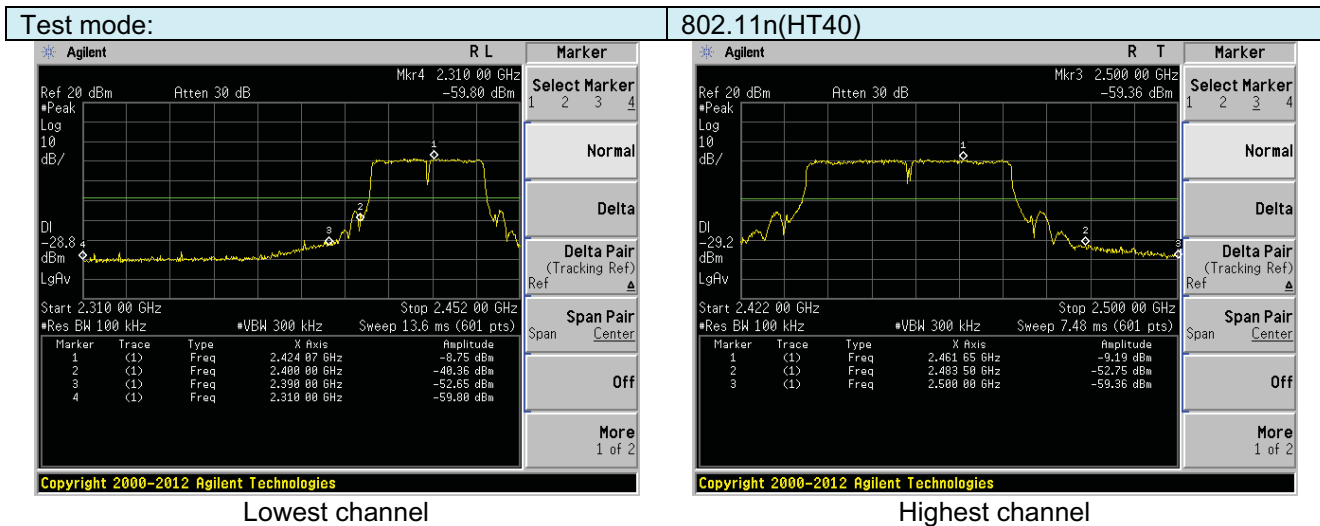 Test mode: 802.11n(HT40)
Agilent R L
Mkr4 2.310 00 GHz
Ref 20 dBm Atten 30 dB -59.80 dBm
#Peak
Log
10
dB/
1
2
3
4
DI
-28.8
dBm
LgAv
Start 2.310 00 GHz Stop 2.452 00 GHz
#Res BW 100 kHz #VBW 300 kHz Sweep 13.6 ms (601 pts)
Marker Trace Type X Axis Amplitude
1 (1) Freq 2.424 07 GHz -8.75 dBm
2 (1) Freq 2.400 00 GHz -40.36 dBm
3 (1) Freq 2.390 00 GHz -52.65 dBm
4 (1) Freq 2.310 00 GHz -59.80 dBm
Copyright 2000-2012 Agilent Technologies
Marker
Select Marker
1 2 3 4
Normal
Delta
Delta Pair
(Tracking Ref)
Ref Δ
Span Pair
Span Center
Off
More
1 of 2
Lowest channel
Agilent R T
Mkr3 2.500 00 GHz
Ref 20 dBm Atten 30 dB -59.36 dBm
#Peak
Log
10
dB/
1
2
3
DI
-29.2
dBm
LgAv
Start 2.422 00 GHz Stop 2.500 00 GHz
#Res BW 100 kHz #VBW 300 kHz Sweep 7.48 ms (601 pts)
Marker Trace Type X Axis Amplitude
1 (1) Freq 2.461 65 GHz -9.19 dBm
2 (1) Freq 2.483 50 GHz -52.75 dBm
3 (1) Freq 2.500 00 GHz -59.36 dBm
Copyright 2000-2012 Agilent Technologies
Marker
Select Marker
1 2 3 4
Normal
Delta
Delta Pair
(Tracking Ref)
Ref Δ
Span Pair
Span Center
Off
More
1 of 2
Highest channel